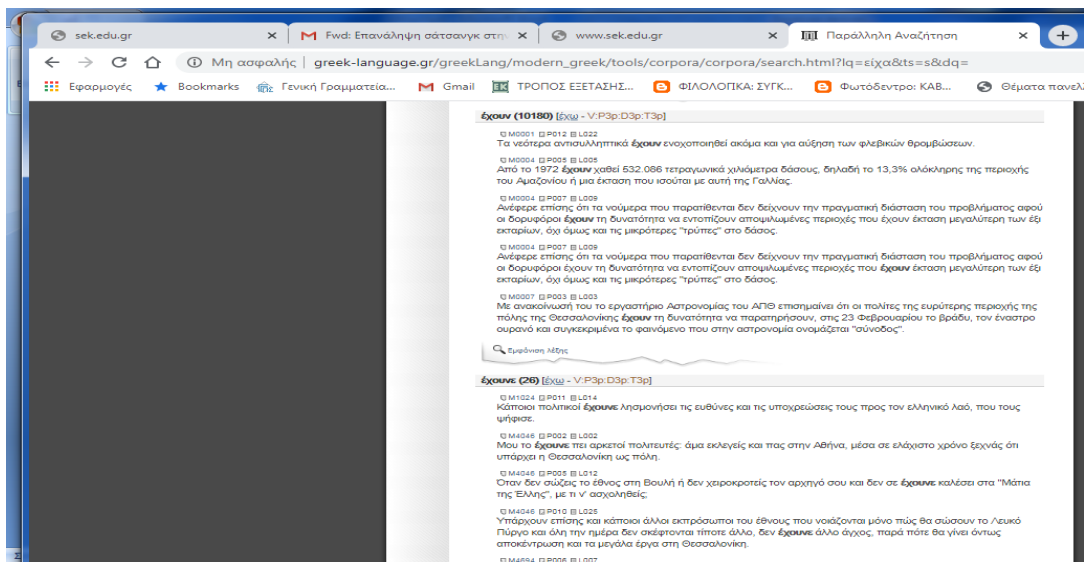 sek.edu.gr
Fwd: Επανάληψη σάτσανγκ στην
www.sek.edu.gr
Παράλληλη Αναζήτηση
Μη ασφαλής | greek-language.gr/greekLang/modern_greek/tools/corpora/corpora/search.html?lq=είχα&ts=s&dq=
Εφαρμογές Bookmarks Γενική Γραμματεία... Gmail ΤΡΟΠΟΣ ΕΞΕΤΑΣΗΣ... ΦΙΛΟΛΟΓΙΚΑ: ΣΥΓΚ... Φωτόδεντρο: ΚΑΒ... Θέματα πανελ
έχουν (10180) [έχω - V:P3p:D3p:T3p]
M0001 P012 L022
Τα νεότερα αντισυλληπτικά έχουν ενοχοποιηθεί ακόμα και για αύξηση των φλεβικών θρομβώσεων.
M0004 P005 L005
Από το 1972 έχουν χαθεί 532.086 τετραγωνικά χιλιόμετρα δάσους, δηλαδή το 13,3% ολόκληρης της περιοχής
του Αμαζονίου ή μια έκταση που ισούται με αυτή της Γαλλίας.
M0004 P007 L009
Ανέφερε επίσης ότι τα νούμερα που παρατίθενται δεν δείχνουν την πραγματική διάσταση του προβλήματος αφού
οι δορυφόροι έχουν τη δυνατότητα να εντοπίζουν αποψιλωμένες περιοχές που έχουν έκταση μεγαλύτερη των έξι
εκταρίων, όχι όμως και τις μικρότερες "τρύπες" στο δάσος.
M0004 P007 L009
Ανέφερε επίσης ότι τα νούμερα που παρατίθενται δεν δείχνουν την πραγματική διάσταση του προβλήματος αφού
οι δορυφόροι έχουν τη δυνατότητα να εντοπίζουν αποψιλωμένες περιοχές που έχουν έκταση μεγαλύτερη των έξι
εκταρίων, όχι όμως και τις μικρότερες "τρύπες" στο δάσος.
M0007 P003 L003
Με ανακοίνωσή του το εργαστήριο Αστρονομίας του ΑΠΘ επισημαίνει ότι οι πολίτες της ευρύτερης περιοχής της
πόλης της Θεσσαλονίκης έχουν τη δυνατότητα να παρατηρήσουν, στις 23 Φεβρουαρίου το βράδυ, τον έναστρο
ουρανό και συγκεκριμένα το φαινόμενο που στην αστρονομία ονομάζεται "σύνοδος".
Εμφάνιση λέξης
έχουνε (26) [έχω - V:P3p:D3p:T3p]
M1024 P011 L014
Κάποιοι πολιτικοί έχουνε λησμονήσει τις ευθύνες και τις υποχρεώσεις τους προς τον ελληνικό λαό, που τους
ψήφισε.
M4046 P002 L002
Μου το έχουνε πει αρκετοί πολιτευτές: άμα εκλεγείς και πας στην Αθήνα, μέσα σε ελάχιστο χρόνο ξεχνάς ότι
υπάρχει η Θεσσαλονίκη ως πόλη.
M4046 P005 L012
Όταν δεν σώζεις το έθνος στη Βουλή ή δεν χειροκροτείς τον αρχηγό σου και δεν σε έχουνε καλέσει στα "Μάτια
της Έλλης", με τι ν' ασχοληθείς;
M4046 P010 L025
Υπάρχουν επίσης και κάποιοι άλλοι εκπρόσωποι του έθνους που νοιάζονται μόνο πώς θα σώσουν το Λευκό
Πύργο και όλη την ημέρα δεν σκέφτονται τίποτε άλλο, δεν έχουνε άλλο άγχος, παρά πότε θα γίνει όντως
αποκέντρωση και τα μεγάλα έργα στη Θεσσαλονίκη.
M4694 P006 L007